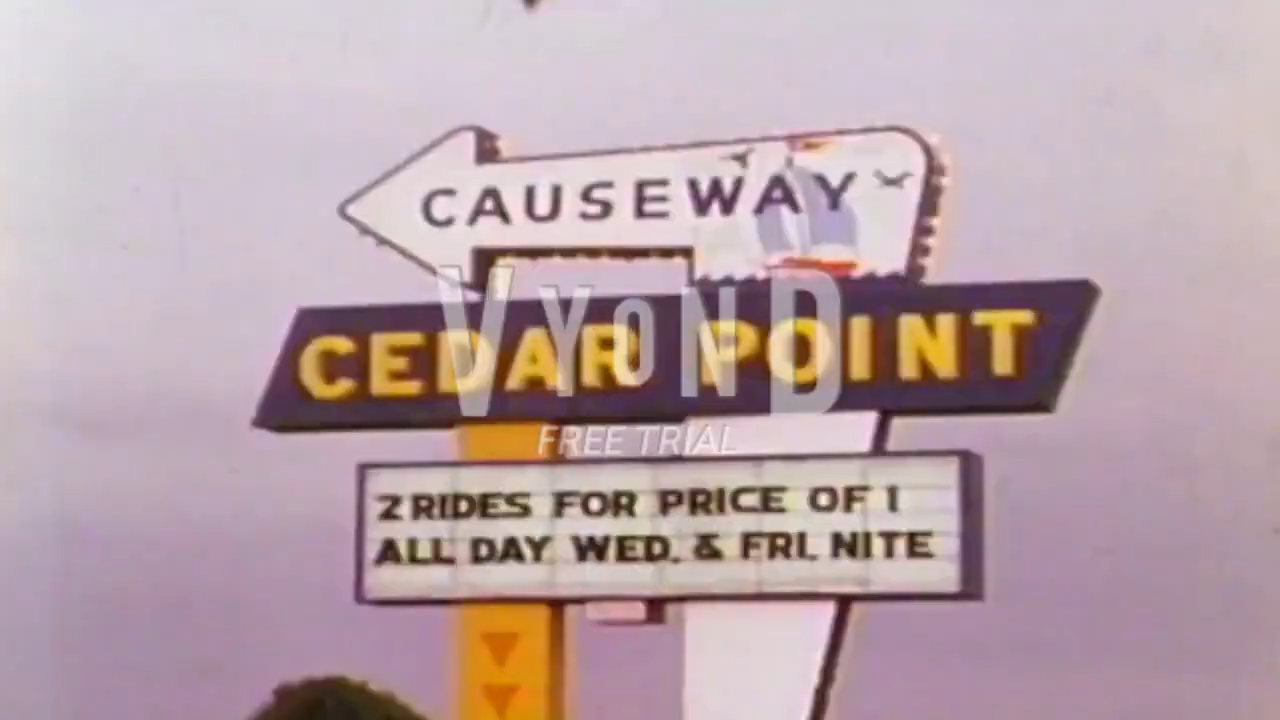 CAUSEWAY
CEDAR POINT
VYOND
FREE TRIAL
2 RIDES FOR PRICE OF 1
ALL DAY WED. & FRI. NITE